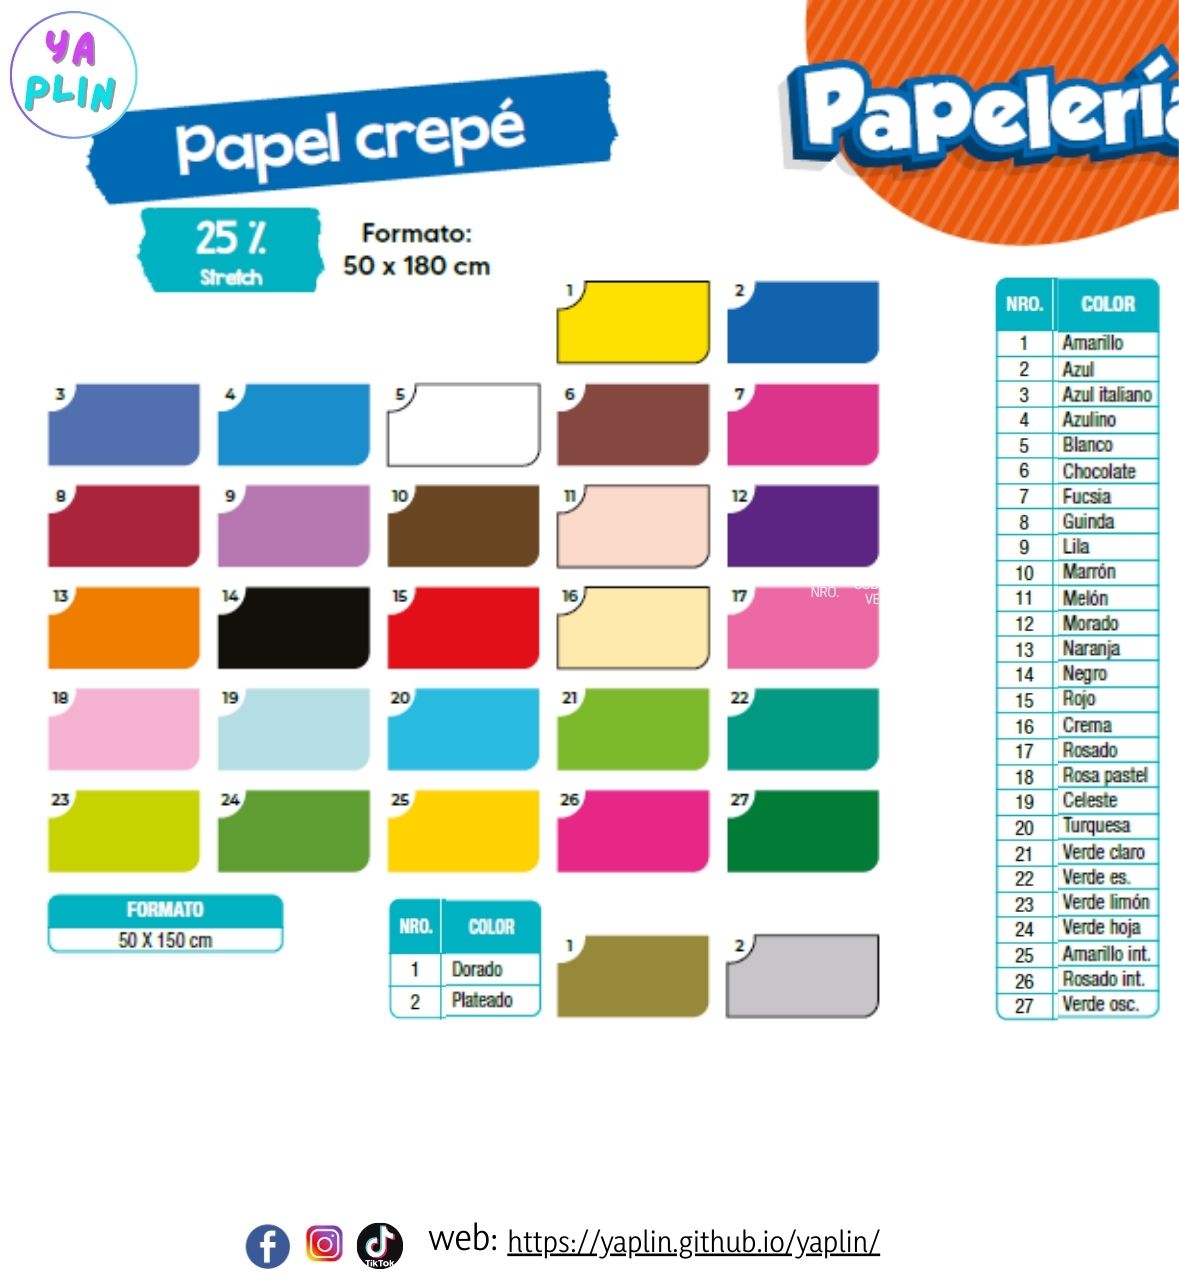 YA
PLIN
Papel crepé
Papelería
25 %
Stretch
Formato:
50 x 180 cm
1
2
3
4
5
6
7
8
9
10
11
12
13
14
15
16
17
NRO.
18
19
20
21
22
23
24
25
26
27
FORMATO
50 X 150 cm
NRO. COLOR
1 Dorado
2 Plateado
1
2
NRO. COLOR
1 Amarillo
2 Azul
3 Azul italiano
4 Azulino
5 Blanco
6 Chocolate
7 Fucsia
8 Guinda
9 Lila
10 Marrón
11 Melón
12 Morado
13 Naranja
14 Negro
15 Rojo
16 Crema
17 Rosado
18 Rosa pastel
19 Celeste
20 Turquesa
21 Verde claro
22 Verde es.
23 Verde limón
24 Verde hoja
25 Amarillo int.
26 Rosado int.
27 Verde osc.
TikTok
web: https://yaplin.github.io/yaplin/